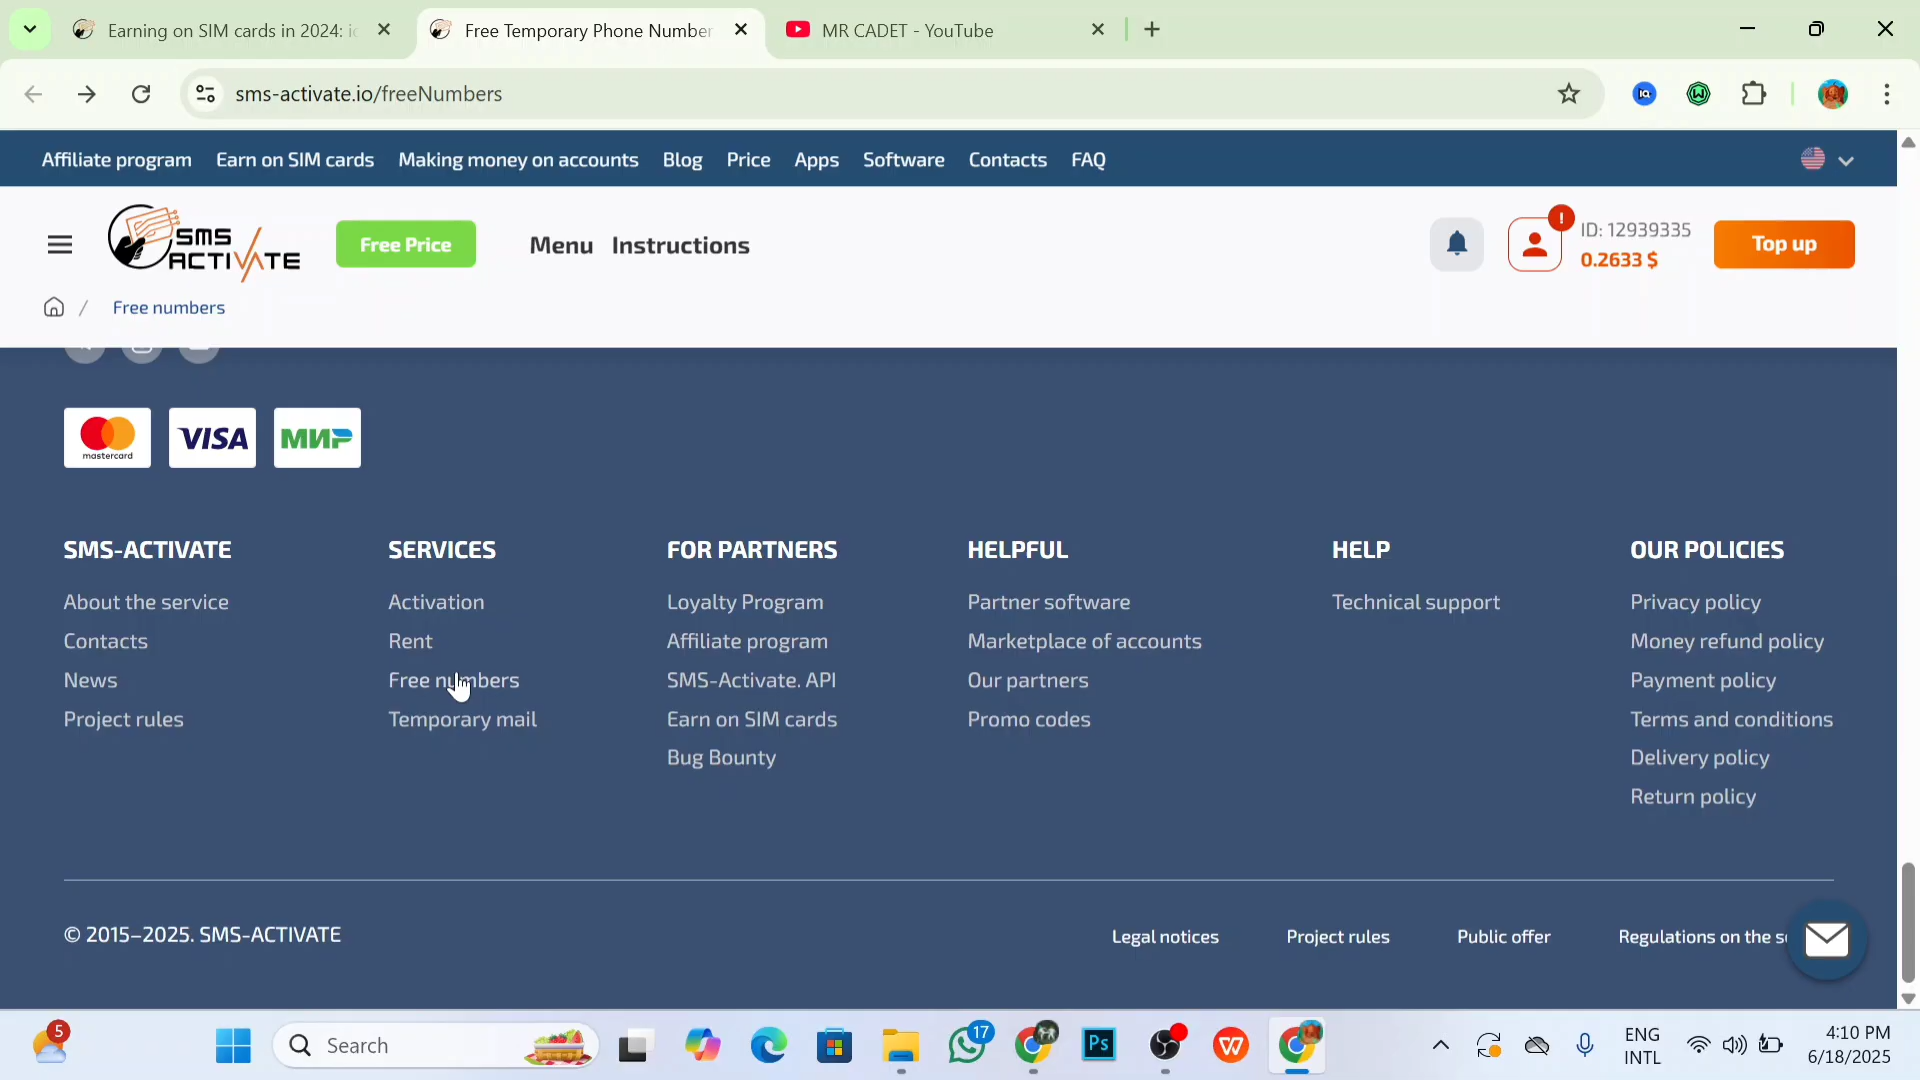 Earning on SIM cards in 2024: ic
Free Temporary Phone Number
MR CADET - YouTube
sms-activate.io/freeNumbers
Affiliate program Earn on SIM cards Making money on accounts Blog Price Apps Software Contacts FAQ
SMS ACTIVATE
Free Price
Menu Instructions
!
ID: 12939335
0.2633 $
Top up
/ Free numbers
mastercard VISA МИР
SMS-ACTIVATE
About the service
Contacts
News
Project rules
SERVICES
Activation
Rent
Free numbers
Temporary mail
FOR PARTNERS
Loyalty Program
Affiliate program
SMS-Activate. API
Earn on SIM cards
Bug Bounty
HELPFUL
Partner software
Marketplace of accounts
Our partners
Promo codes
HELP
Technical support
OUR POLICIES
Privacy policy
Money refund policy
Payment policy
Terms and conditions
Delivery policy
Return policy
© 2015–2025. SMS-ACTIVATE
Legal notices Project rules Public offer Regulations on the se
5
Search
17
Ps
W
ENG
INTL
4:10 PM
6/18/2025